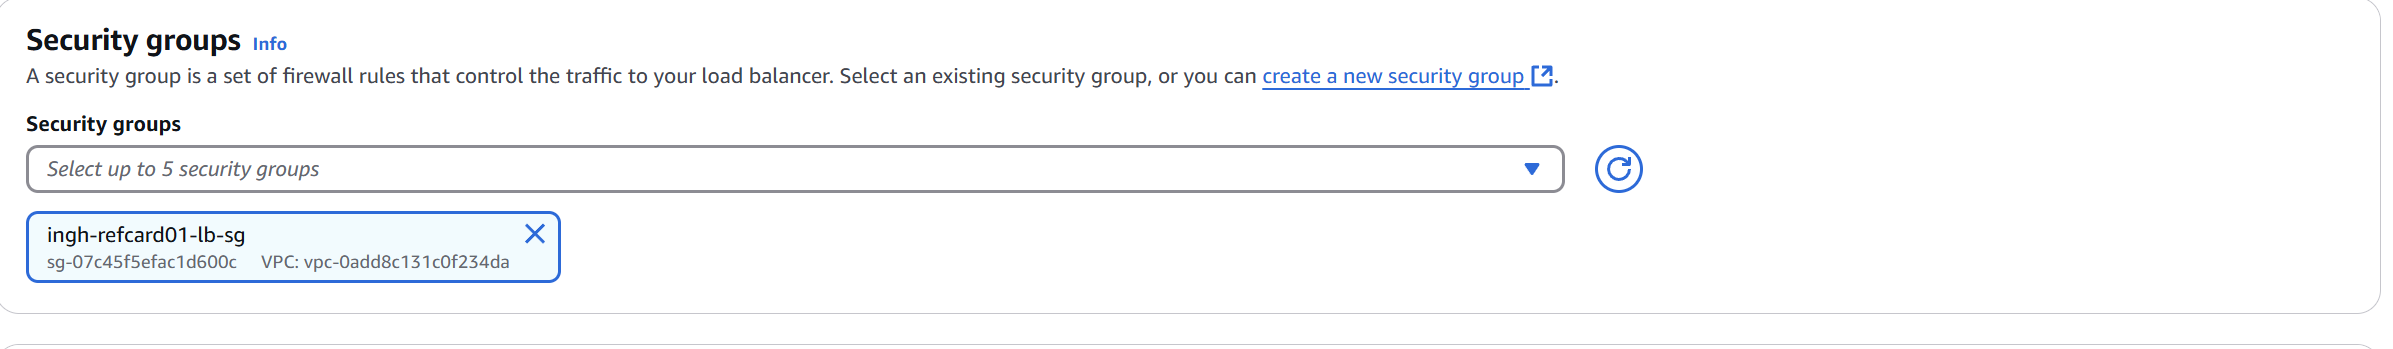 Security groups Info
A security group is a set of firewall rules that control the traffic to your load balancer. Select an existing security group, or you can create a new security group.
Security groups
Select up to 5 security groups
ingh-refcard01-lb-sg
sg-07c45f5efac1d600c VPC: vpc-0add8c131c0f234da